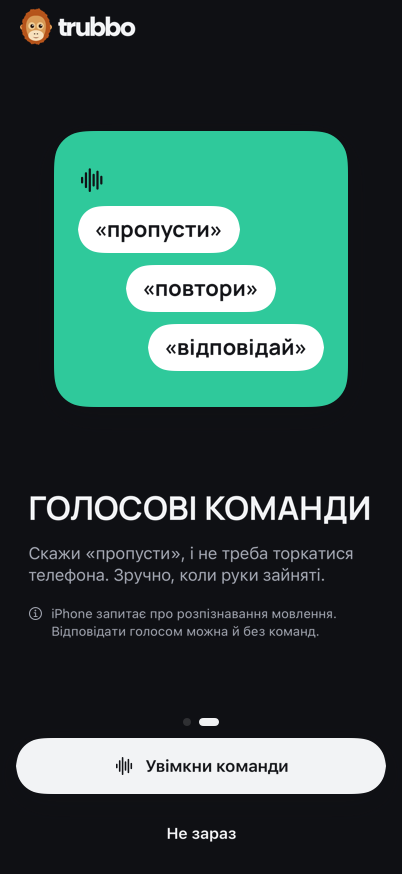 trubbo
«пропусти»
«повтори»
«відповідай»
ГОЛОСОВІ КОМАНДИ
Скажи «пропусти», і не треба торкатися
телефона. Зручно, коли руки зайняті.
iPhone запитає про розпізнавання мовлення.
Відповідати голосом можна й без команд.
Увімкни команди
Не зараз